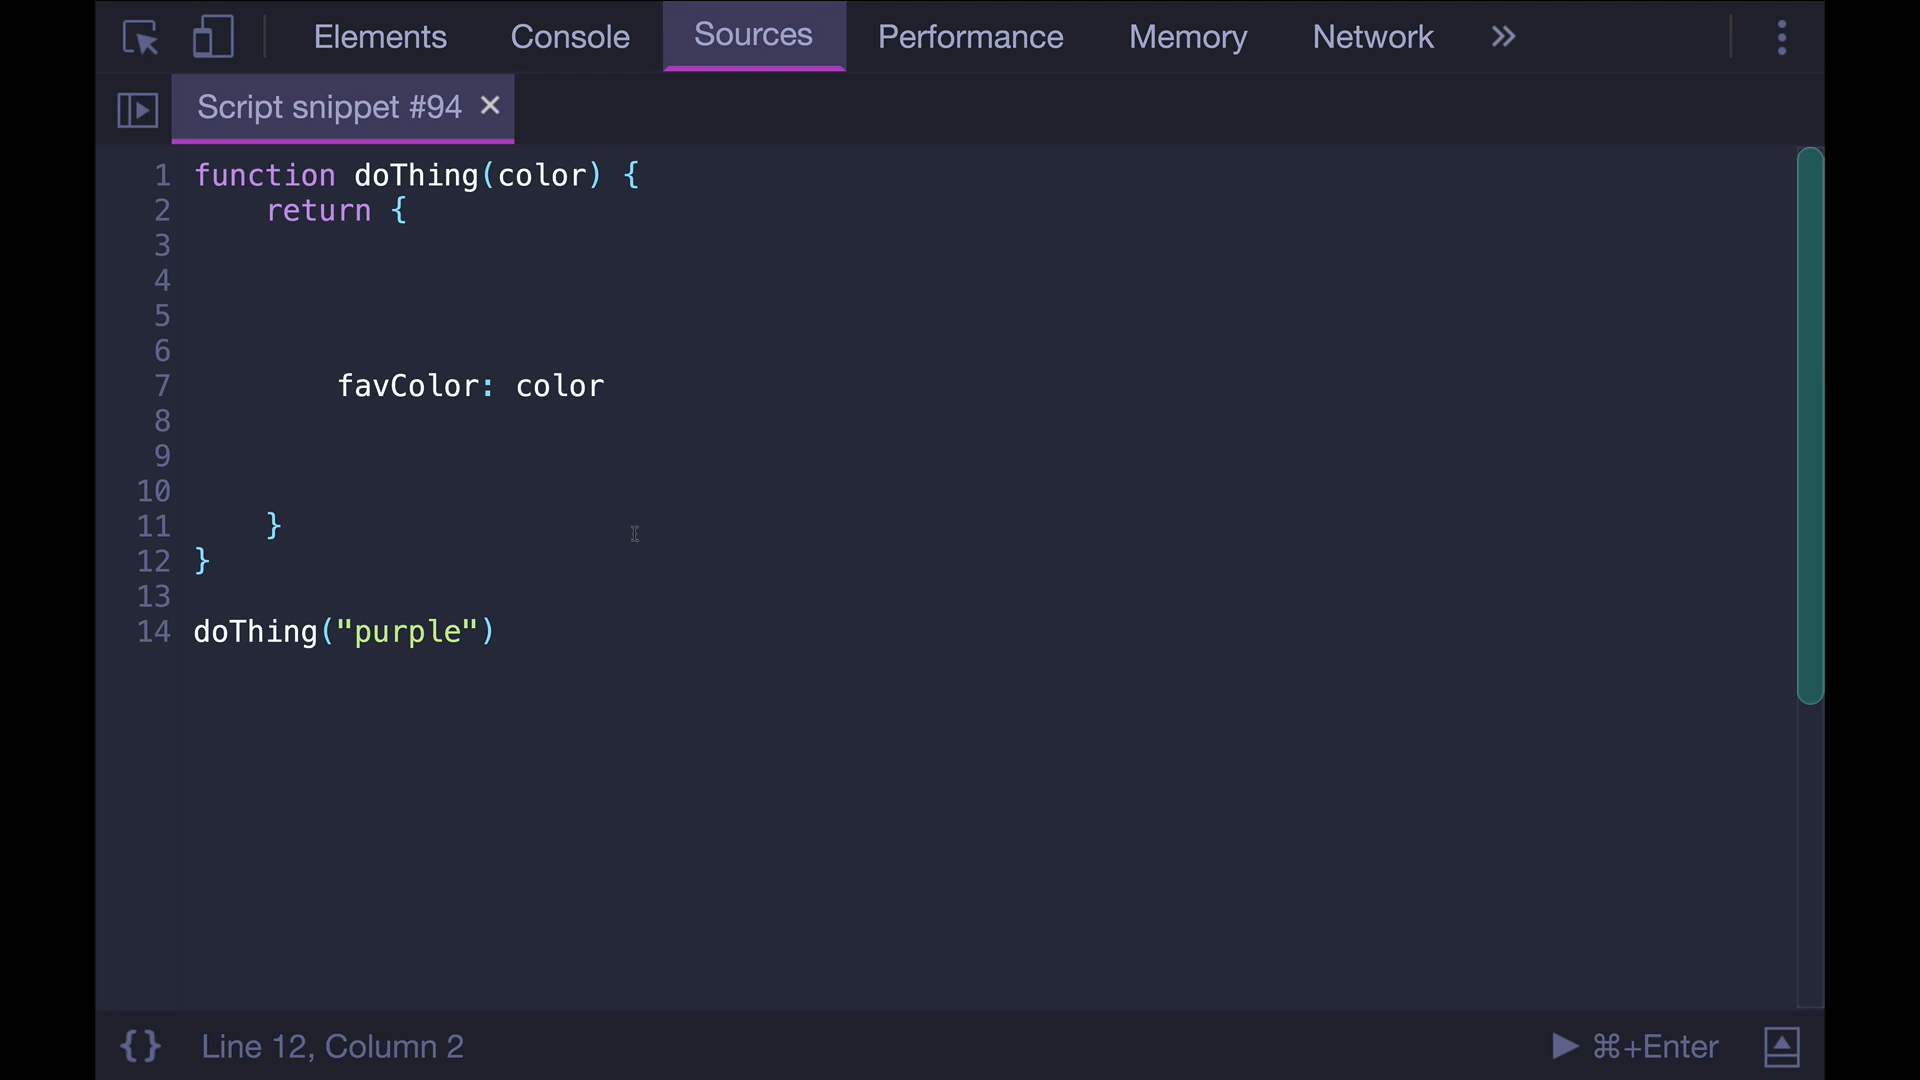 Elements Console Sources Performance Memory Network »
Script snippet #94 ×
1 function doThing(color) {
2     return {
3
4
5
6
7         favColor: color
8
9
10
11     }
12 }
13
14 doThing("purple")
{} Line 12, Column 2 ⌘+Enter